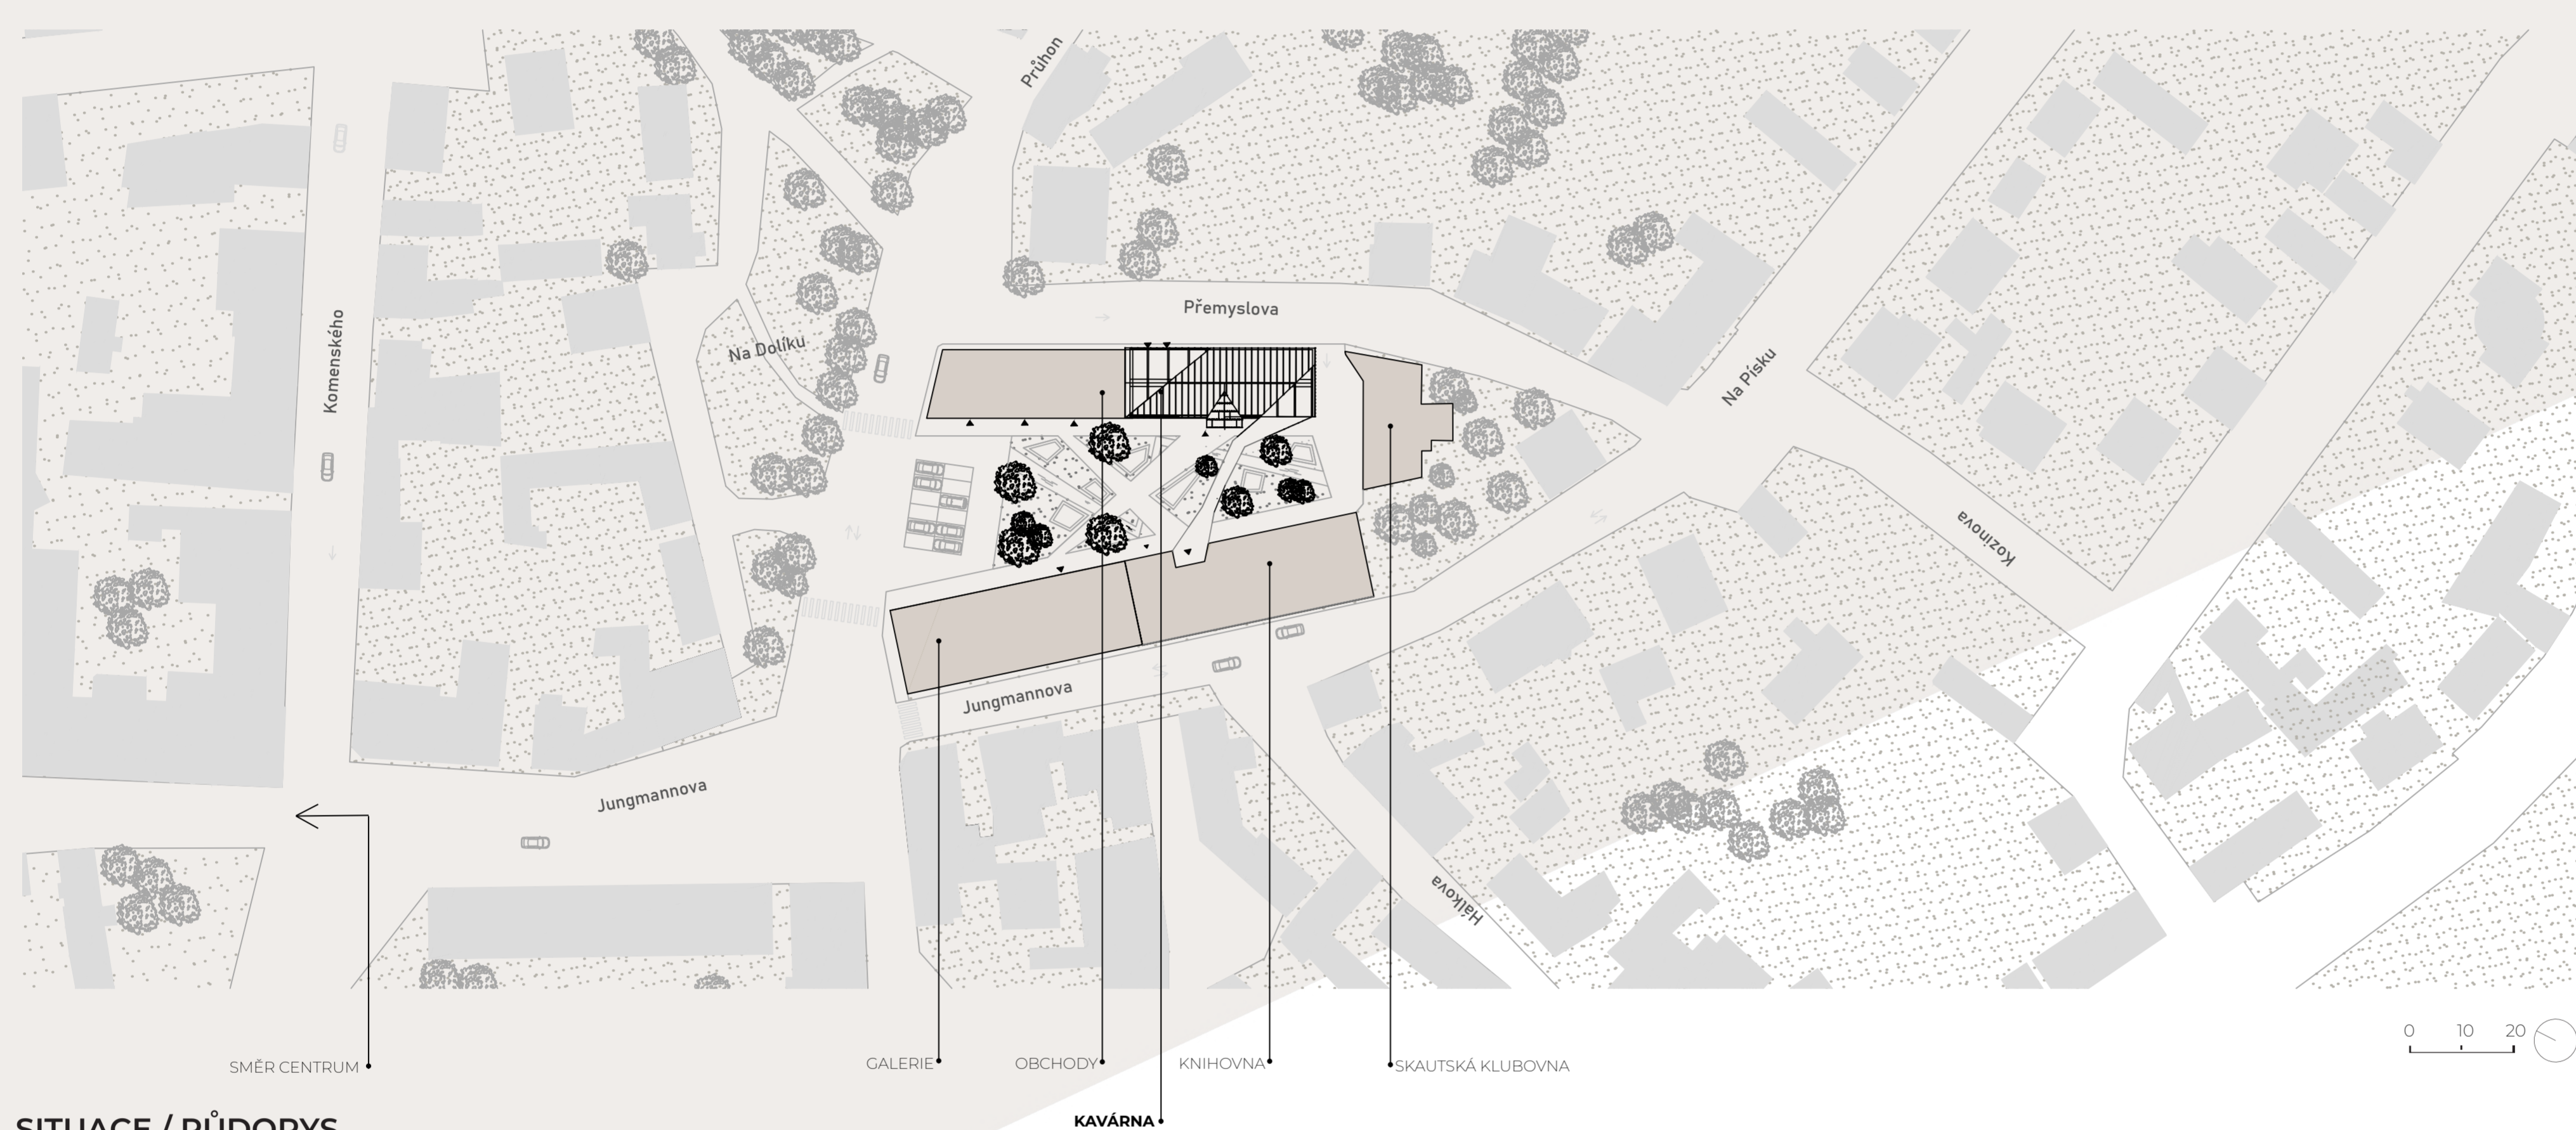 Průhon
Přemyslova
Komenského
Na Dolíku
Na Písku
Kozinova
Jungmannova
Jungmannova
Hálkova
0 10 20
SMĚR CENTRUM
GALERIE
OBCHODY
KNIHOVNA
SKAUTSKÁ KLUBOVNA
KAVÁRNA
SITUACE / PŮDORYS